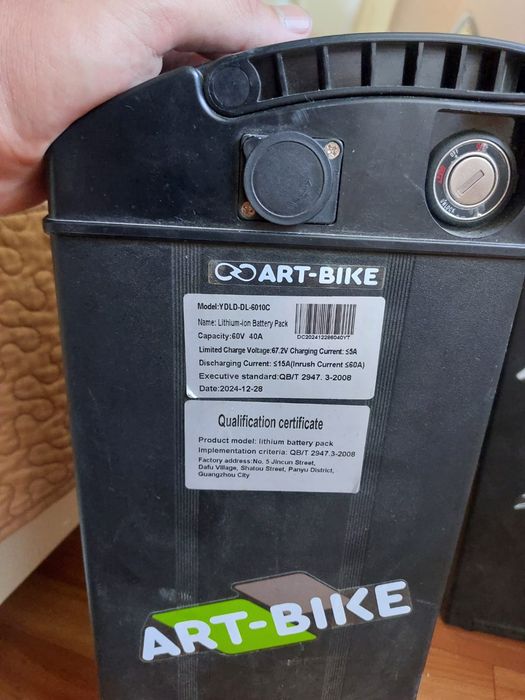 ART-BIKE
Model:YDLD-DL-6010C
Name: Lithium-ion Battery Pack
DC202412286040YT
Capacity:60V 40A
Limited Charge Voltage:67.2V Charging Current: ≤5A
Discharging Current: ≤15A(Inrush Current ≤60A)
Executive standard:QB/T 2947. 3-2008
Date:2024-12-28
Qualification certificate
Product model: lithium battery pack
Implementation criteria: QB/T 2947.3-2008
Factory address:No. 5 Jincun Street,
Dafu Village, Shatou Street, Panyu District,
Guangzhou City
ART-BIKE